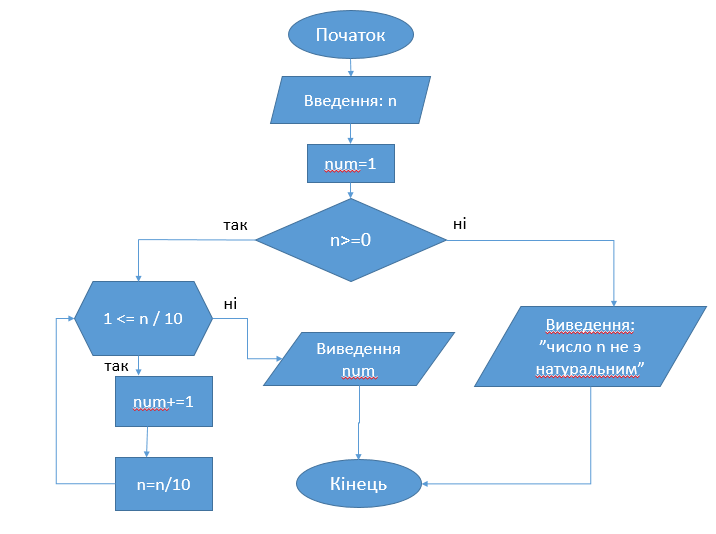 Початок
Введення: n
num=1
n>=0
так
ні
1 <= n / 10
ні
так
num+=1
n=n/10
Виведення
num
Виведення:
”число n не э
натуральним”
Кінець